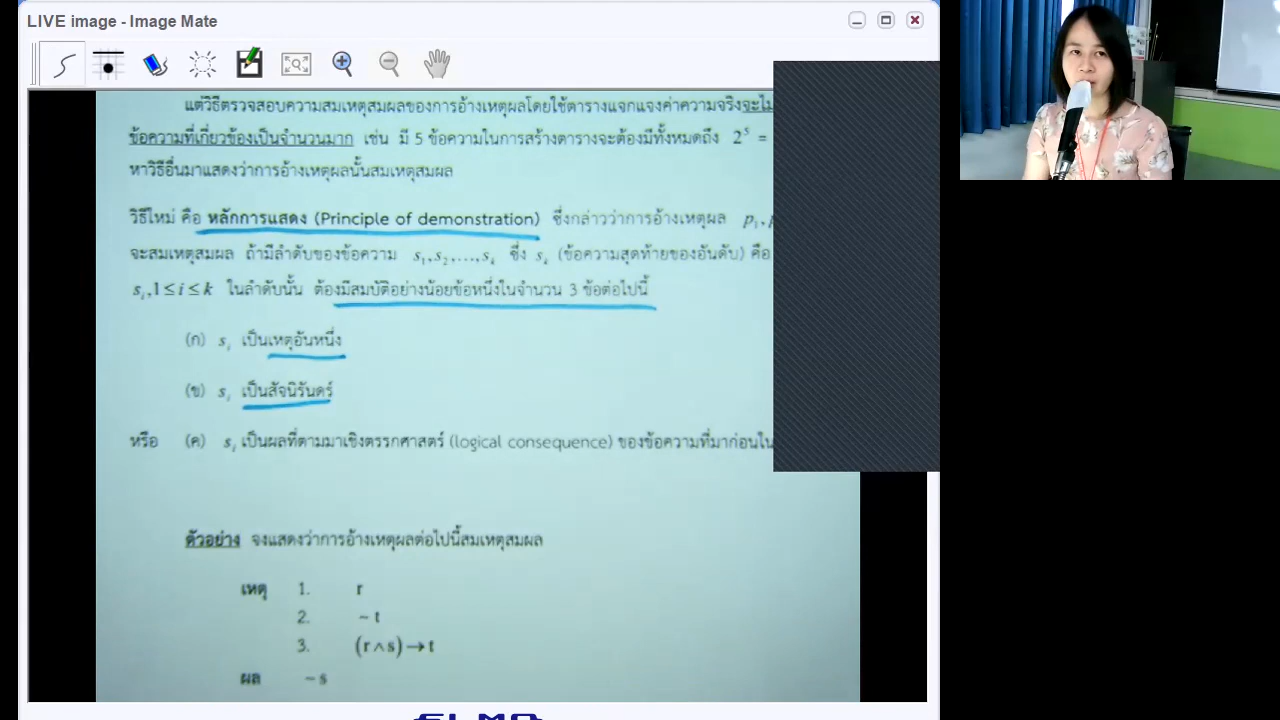 LIVE image - Image Mate
แต่วิธีตรวจสอบความสมเหตุสมผลของการอ้างเหตุผลโดยใช้ตารางแจกแจงค่าความจริงจะไม
ข้อความที่เกี่ยวข้องเป็นจำนวนมาก เช่น มี 5 ข้อความในการสร้างตารางจะต้องมีทั้งหมดถึง 2⁵ =
หาวิธีอื่นมาแสดงว่าการอ้างเหตุผลนั้นสมเหตุสมผล
วิธีใหม่ คือ หลักการแสดง (Principle of demonstration) ซึ่งกล่าวว่าการอ้างเหตุผล p₁,
จะสมเหตุสมผล ถ้ามีลำดับของข้อความ s₁,s₂,...,sₖ ซึ่ง sₖ (ข้อความสุดท้ายของอันดับ) คือ
sᵢ,1≤i≤k ในลำดับนั้น ต้องมีสมบัติอย่างน้อยข้อหนึ่งในจำนวน 3 ข้อต่อไปนี้
(ก) sᵢ เป็นเหตุอันหนึ่ง
(ข) sᵢ เป็นสัจนิรันดร์
หรือ (ค) sᵢ เป็นผลที่ตามมาเชิงตรรกศาสตร์ (logical consequence) ของข้อความที่มาก่อนใน
ตัวอย่าง จงแสดงว่าการอ้างเหตุผลต่อไปนี้สมเหตุสมผล
เหตุ 1. r
2. ~ t
3. (r ∧ s) → t
ผล ~ s